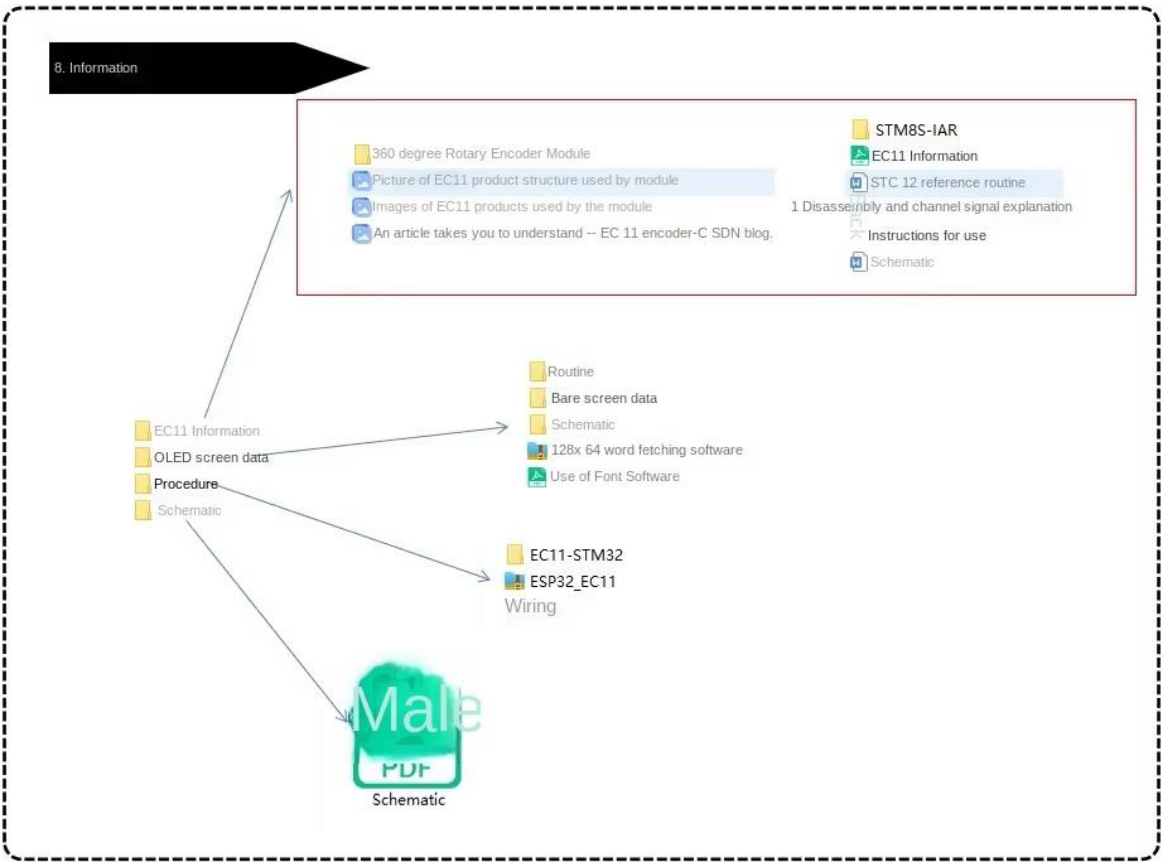 8. Information
360 degree Rotary Encoder Module
Picture of EC11 product structure used by module
Images of EC11 products used by the module
An article takes you to understand -- EC 11 encoder-C SDN blog.
STM8S-IAR
EC11 Information
STC 12 reference routine
1 Disassembly and channel signal explanation
Instructions for use
Schematic
EC11 Information
OLED screen data
Procedure
Schematic
Routine
Bare screen data
Schematic
128x 64 word fetching software
Use of Font Software
EC11-STM32
ESP32_EC11
Wiring
Male
PDF
Schematic